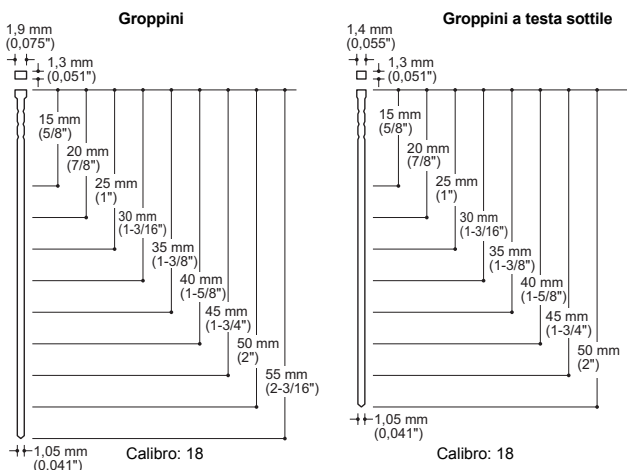 Groppini
1,9 mm
(0,075")
1,3 mm
(0,051")
15 mm
(5/8")
20 mm
(7/8")
25 mm
(1")
30 mm
(1-3/16")
35 mm
(1-3/8")
40 mm
(1-5/8")
45 mm
(1-3/4")
50 mm
(2")
55 mm
(2-3/16")
1,05 mm
(0,041")
Calibro: 18
Groppini a testa sottile
1,4 mm
(0,055")
1,3 mm
(0,051")
15 mm
(5/8")
20 mm
(7/8")
25 mm
(1")
30 mm
(1-3/16")
35 mm
(1-3/8")
40 mm
(1-5/8")
45 mm
(1-3/4")
50 mm
(2")
1,05 mm
(0,041")
Calibro: 18